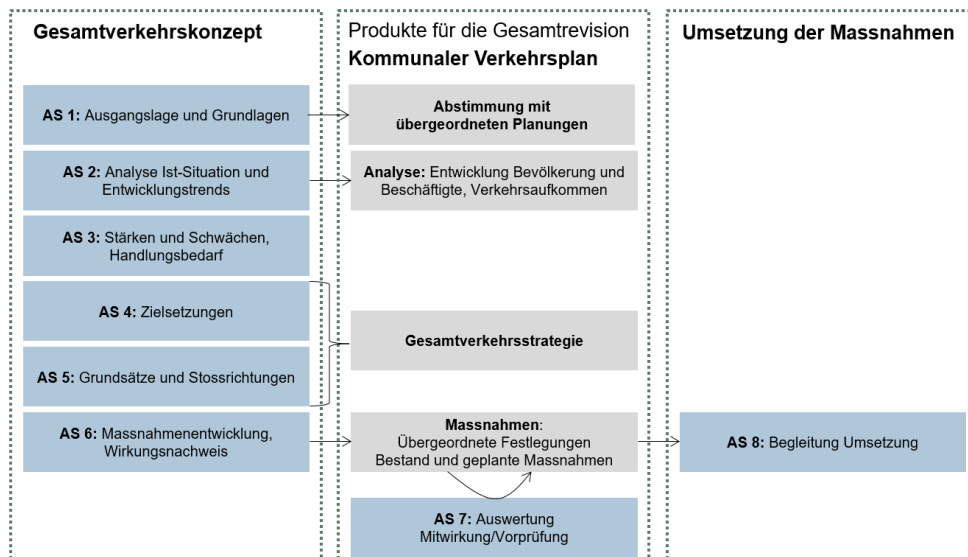 Gesamtverkehrskonzept
AS 1: Ausgangslage und Grundlagen
AS 2: Analyse Ist-Situation und
Entwicklungstrends
AS 3: Stärken und Schwächen,
Handlungsbedarf
AS 4: Zielsetzungen
AS 5: Grundsätze und Stossrichtungen
AS 6: Massnahmenentwicklung,
Wirkungsnachweis
Produkte für die Gesamtrevision
Kommunaler Verkehrsplan
Abstimmung mit
übergeordneten Planungen
Analyse: Entwicklung Bevölkerung und
Beschäftigte, Verkehrsaufkommen
Gesamtverkehrsstrategie
Massnahmen:
Übergeordnete Festlegungen
Bestand und geplante Massnahmen
AS 7: Auswertung
Mitwirkung/Vorprüfung
Umsetzung der Massnahmen
AS 8: Begleitung Umsetzung